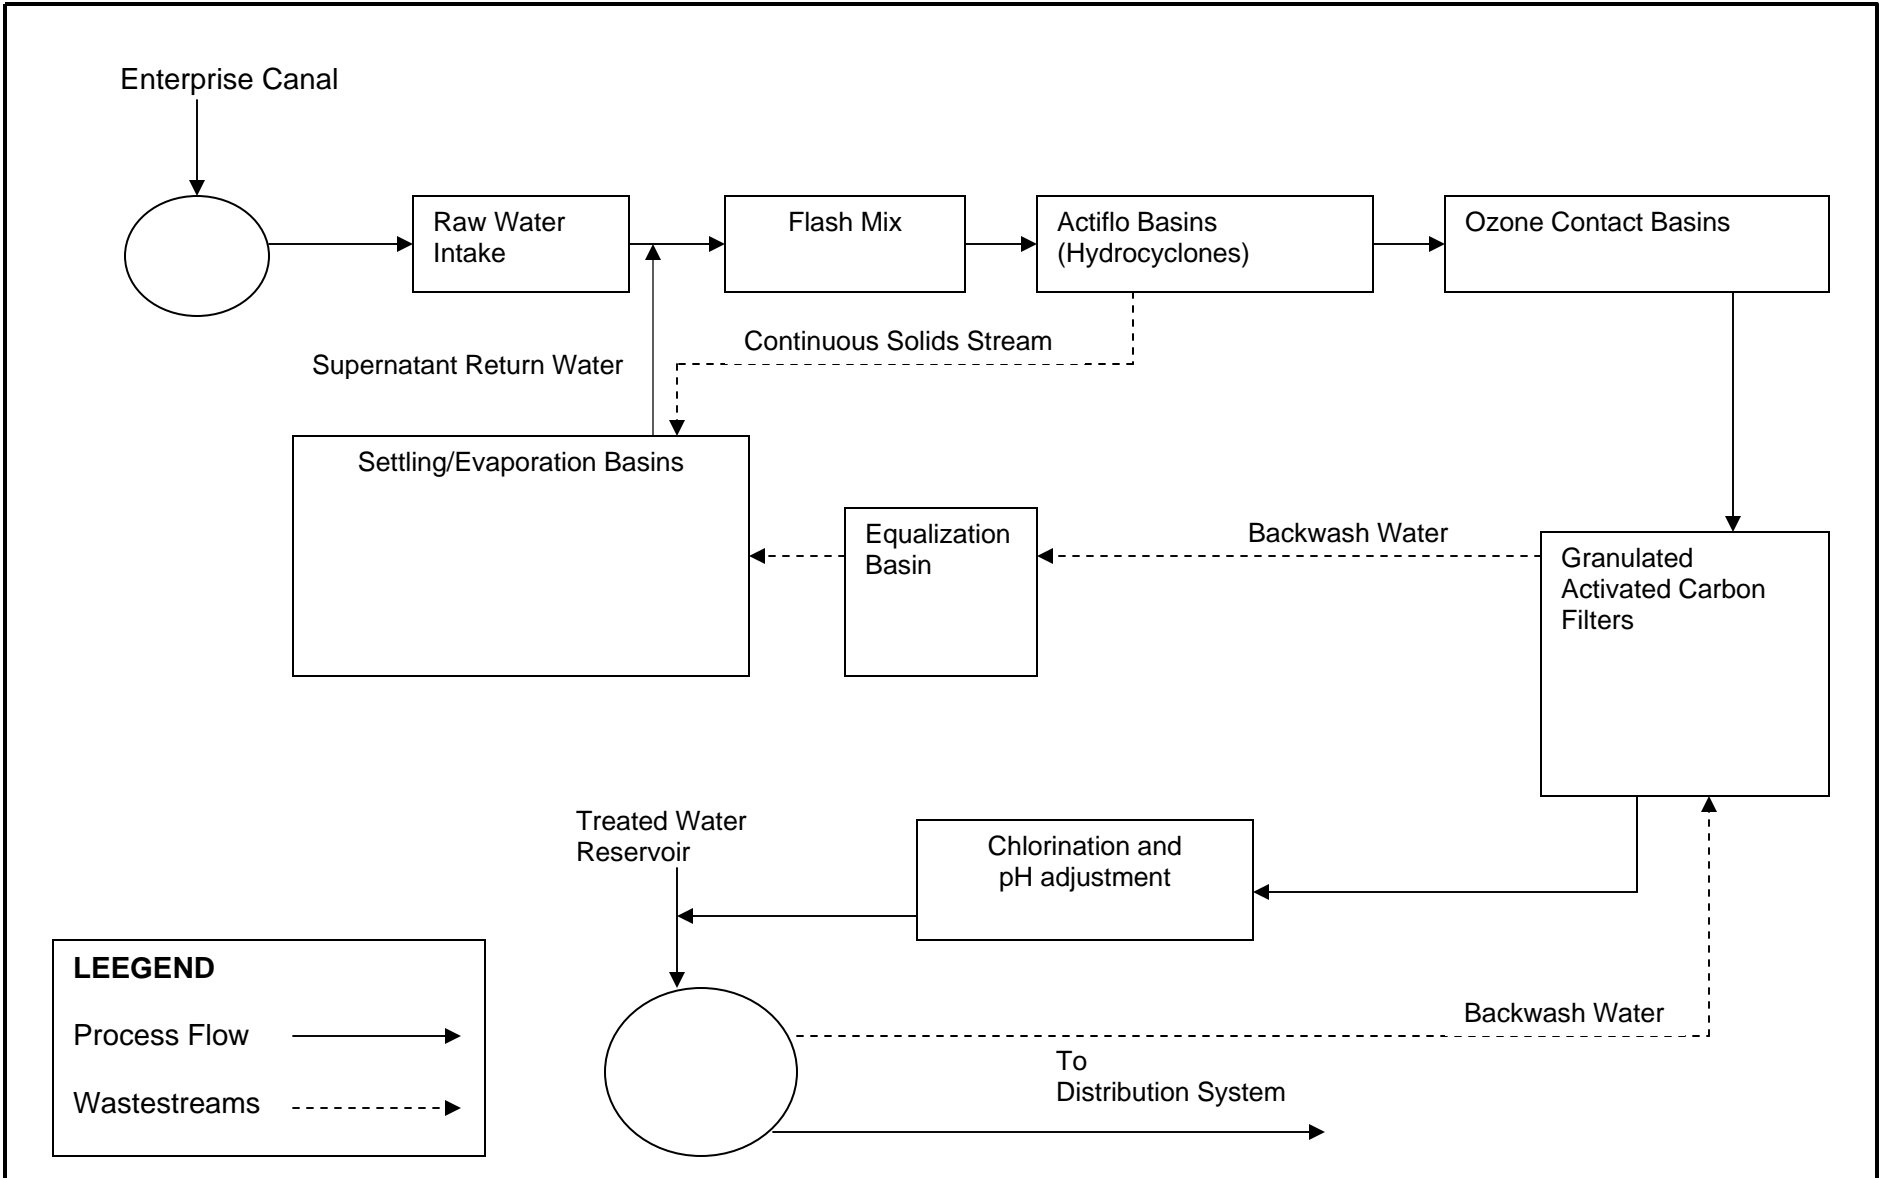 Enterprise Canal
Raw Water
Intake
Flash Mix
Actiflo Basins
(Hydrocyclones)
Ozone Contact Basins
Continuous Solids Stream
Supernatant Return Water
Settling/Evaporation Basins
Equalization
Basin
Backwash Water
Granulated
Activated Carbon
Filters
Treated Water
Reservoir
Chlorination and
pH adjustment
LEEGEND
Process Flow
Wastestreams
Backwash Water
To
Distribution System